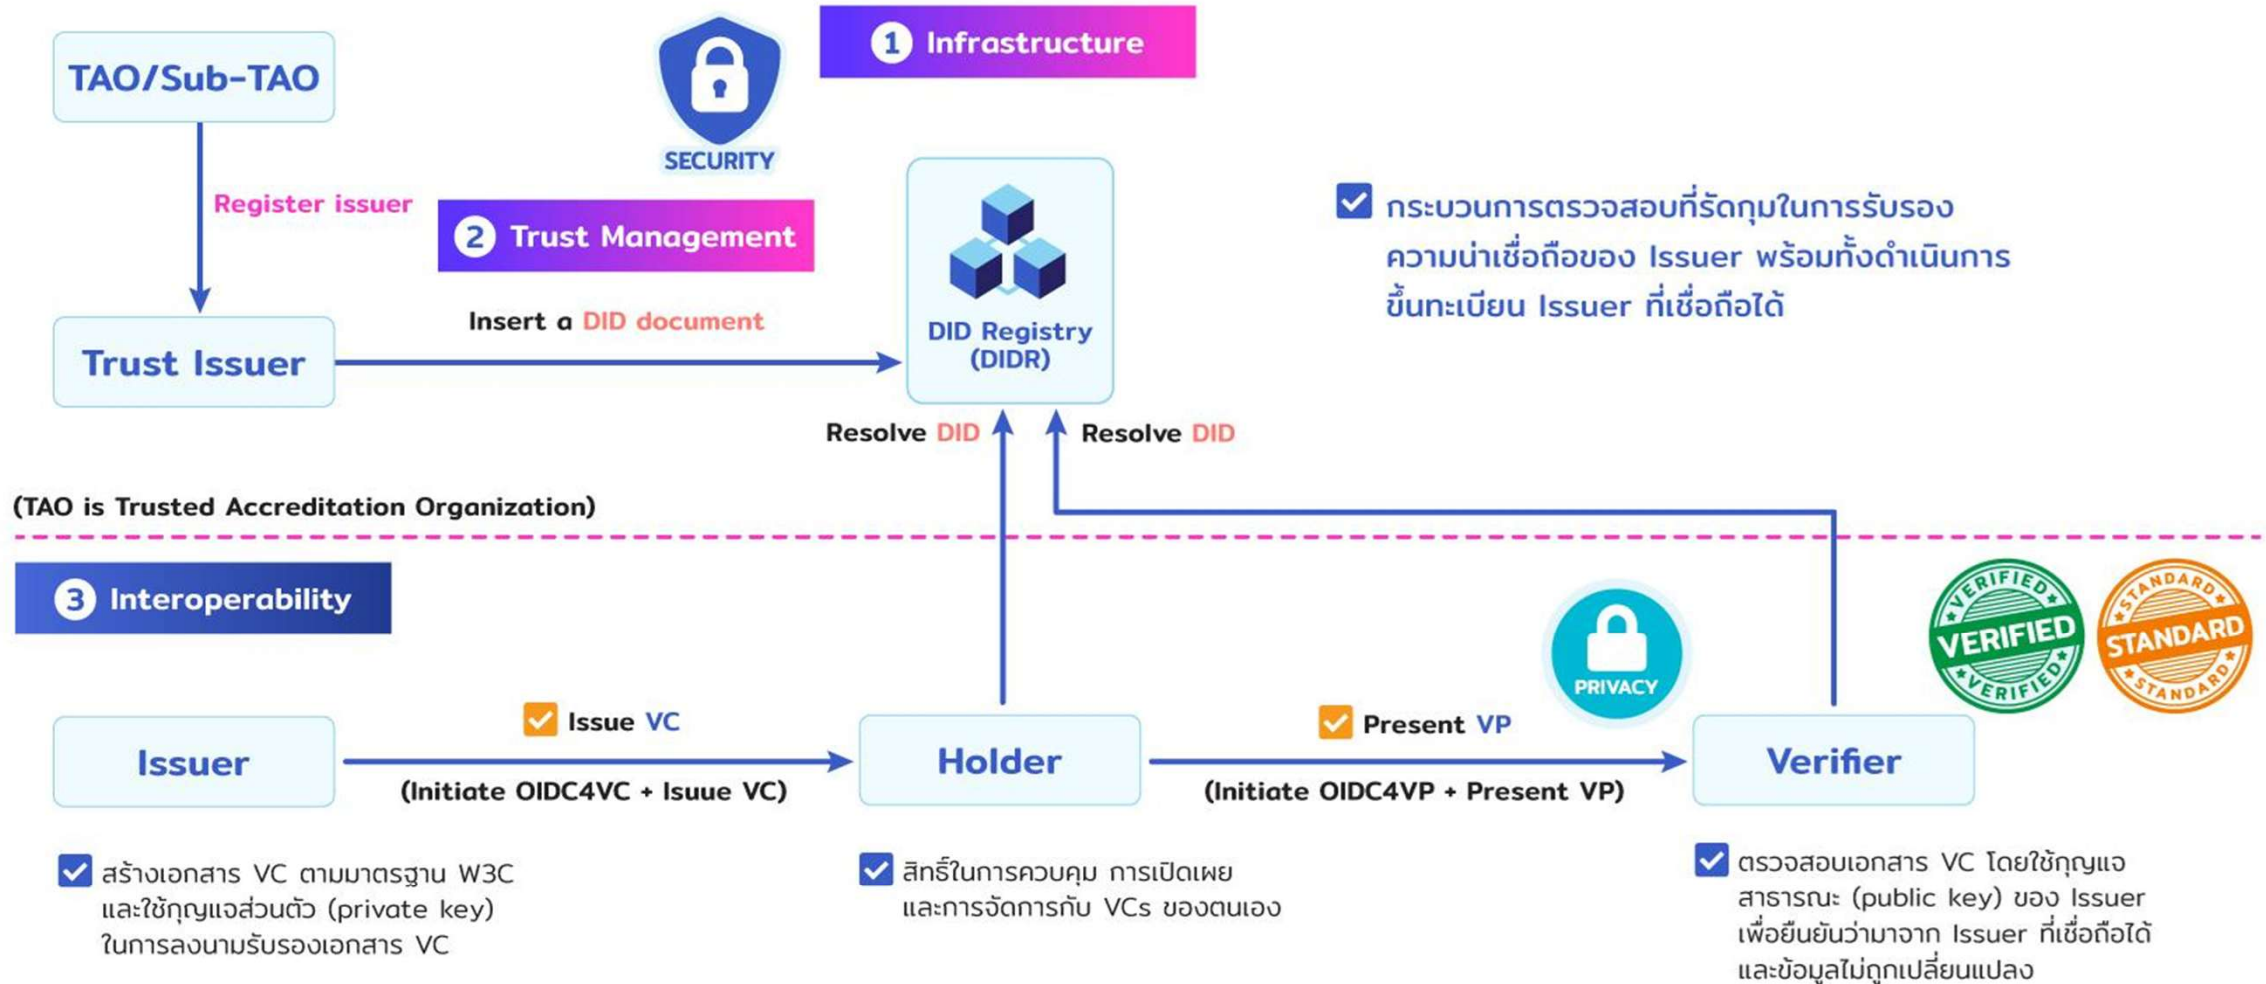 TAO/Sub-TAO
SECURITY
1 Infrastructure
Register issuer
2 Trust Management
Insert a DID document
Trust Issuer
DID Registry
(DIDR)
กระบวนการตรวจสอบที่รัดกุมในการรับรอง
ความน่าเชื่อถือของ Issuer พร้อมทั้งดำเนินการ
ขึ้นทะเบียน Issuer ที่เชื่อถือได้
Resolve DID
Resolve DID
(TAO is Trusted Accreditation Organization)
3 Interoperability
VERIFIED
VERIFIED
VERIFIED
STANDARD
STANDARD
STANDARD
PRIVACY
Issuer
Issue VC
(Initiate OIDC4VC + Isuue VC)
Holder
Present VP
(Initiate OIDC4VP + Present VP)
Verifier
สร้างเอกสาร VC ตามมาตรฐาน W3C
และใช้กุญแจส่วนตัว (private key)
ในการลงนามรับรองเอกสาร VC
สิทธิ์ในการควบคุม การเปิดเผย
และการจัดการกับ VCs ของตนเอง
ตรวจสอบเอกสาร VC โดยใช้กุญแจ
สาธารณะ (public key) ของ Issuer
เพื่อยืนยันว่ามาจาก Issuer ที่เชื่อถือได้
และข้อมูลไม่ถูกเปลี่ยนแปลง